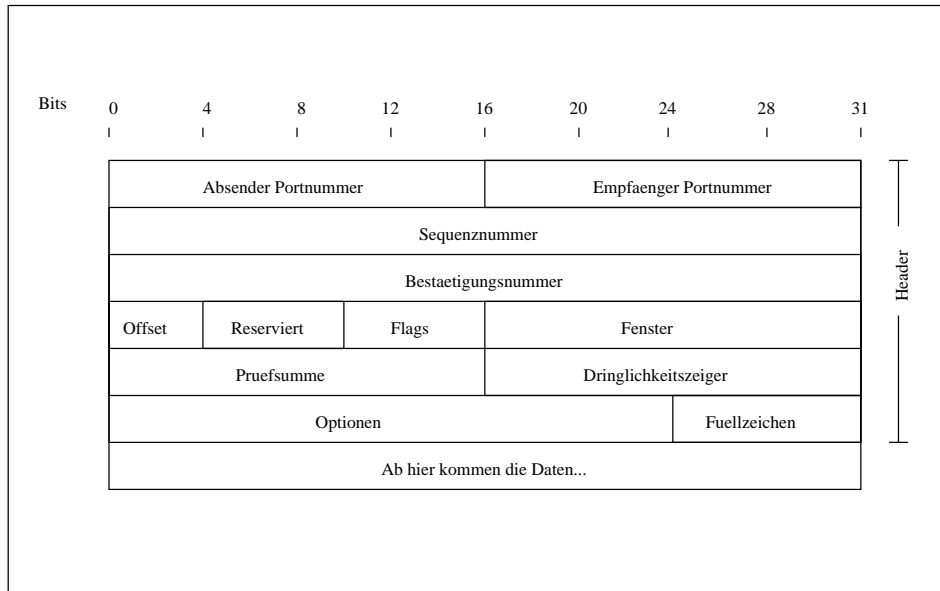 Bits 0 4 8 12 16 20 24 28 31
Absender Portnummer Empfaenger Portnummer
Sequenznummer
Bestaetigungsnummer
Offset Reserviert Flags Fenster
Pruefsumme Dringlichkeitszeiger
Optionen Fuellzeichen
Ab hier kommen die Daten...
Header